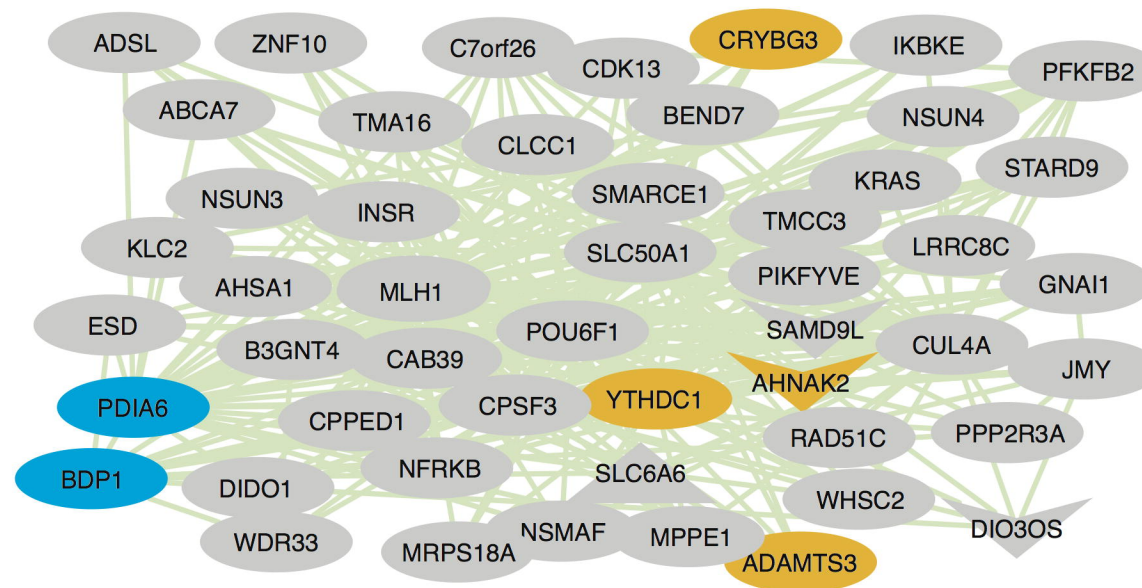 ADSL
ZNF10
C7orf26
CRYBG3
IKBKE
CDK13
PFKFB2
ABCA7
TMA16
BEND7
NSUN4
CLCC1
STARD9
KRAS
NSUN3
SMARCE1
INSR
TMCC3
KLC2
SLC50A1
LRRC8C
AHSA1
MLH1
PIKFYVE
GNAI1
ESD
POU6F1
SAMD9L
B3GNT4
CAB39
CUL4A
JMY
AHNAK2
PDIA6
CPSF3
YTHDC1
CPPED1
RAD51C
PPP2R3A
NFRKB
SLC6A6
BDP1
DIDO1
WHSC2
DIO3OS
WDR33
NSMAF
MPPE1
MRPS18A
ADAMTS3